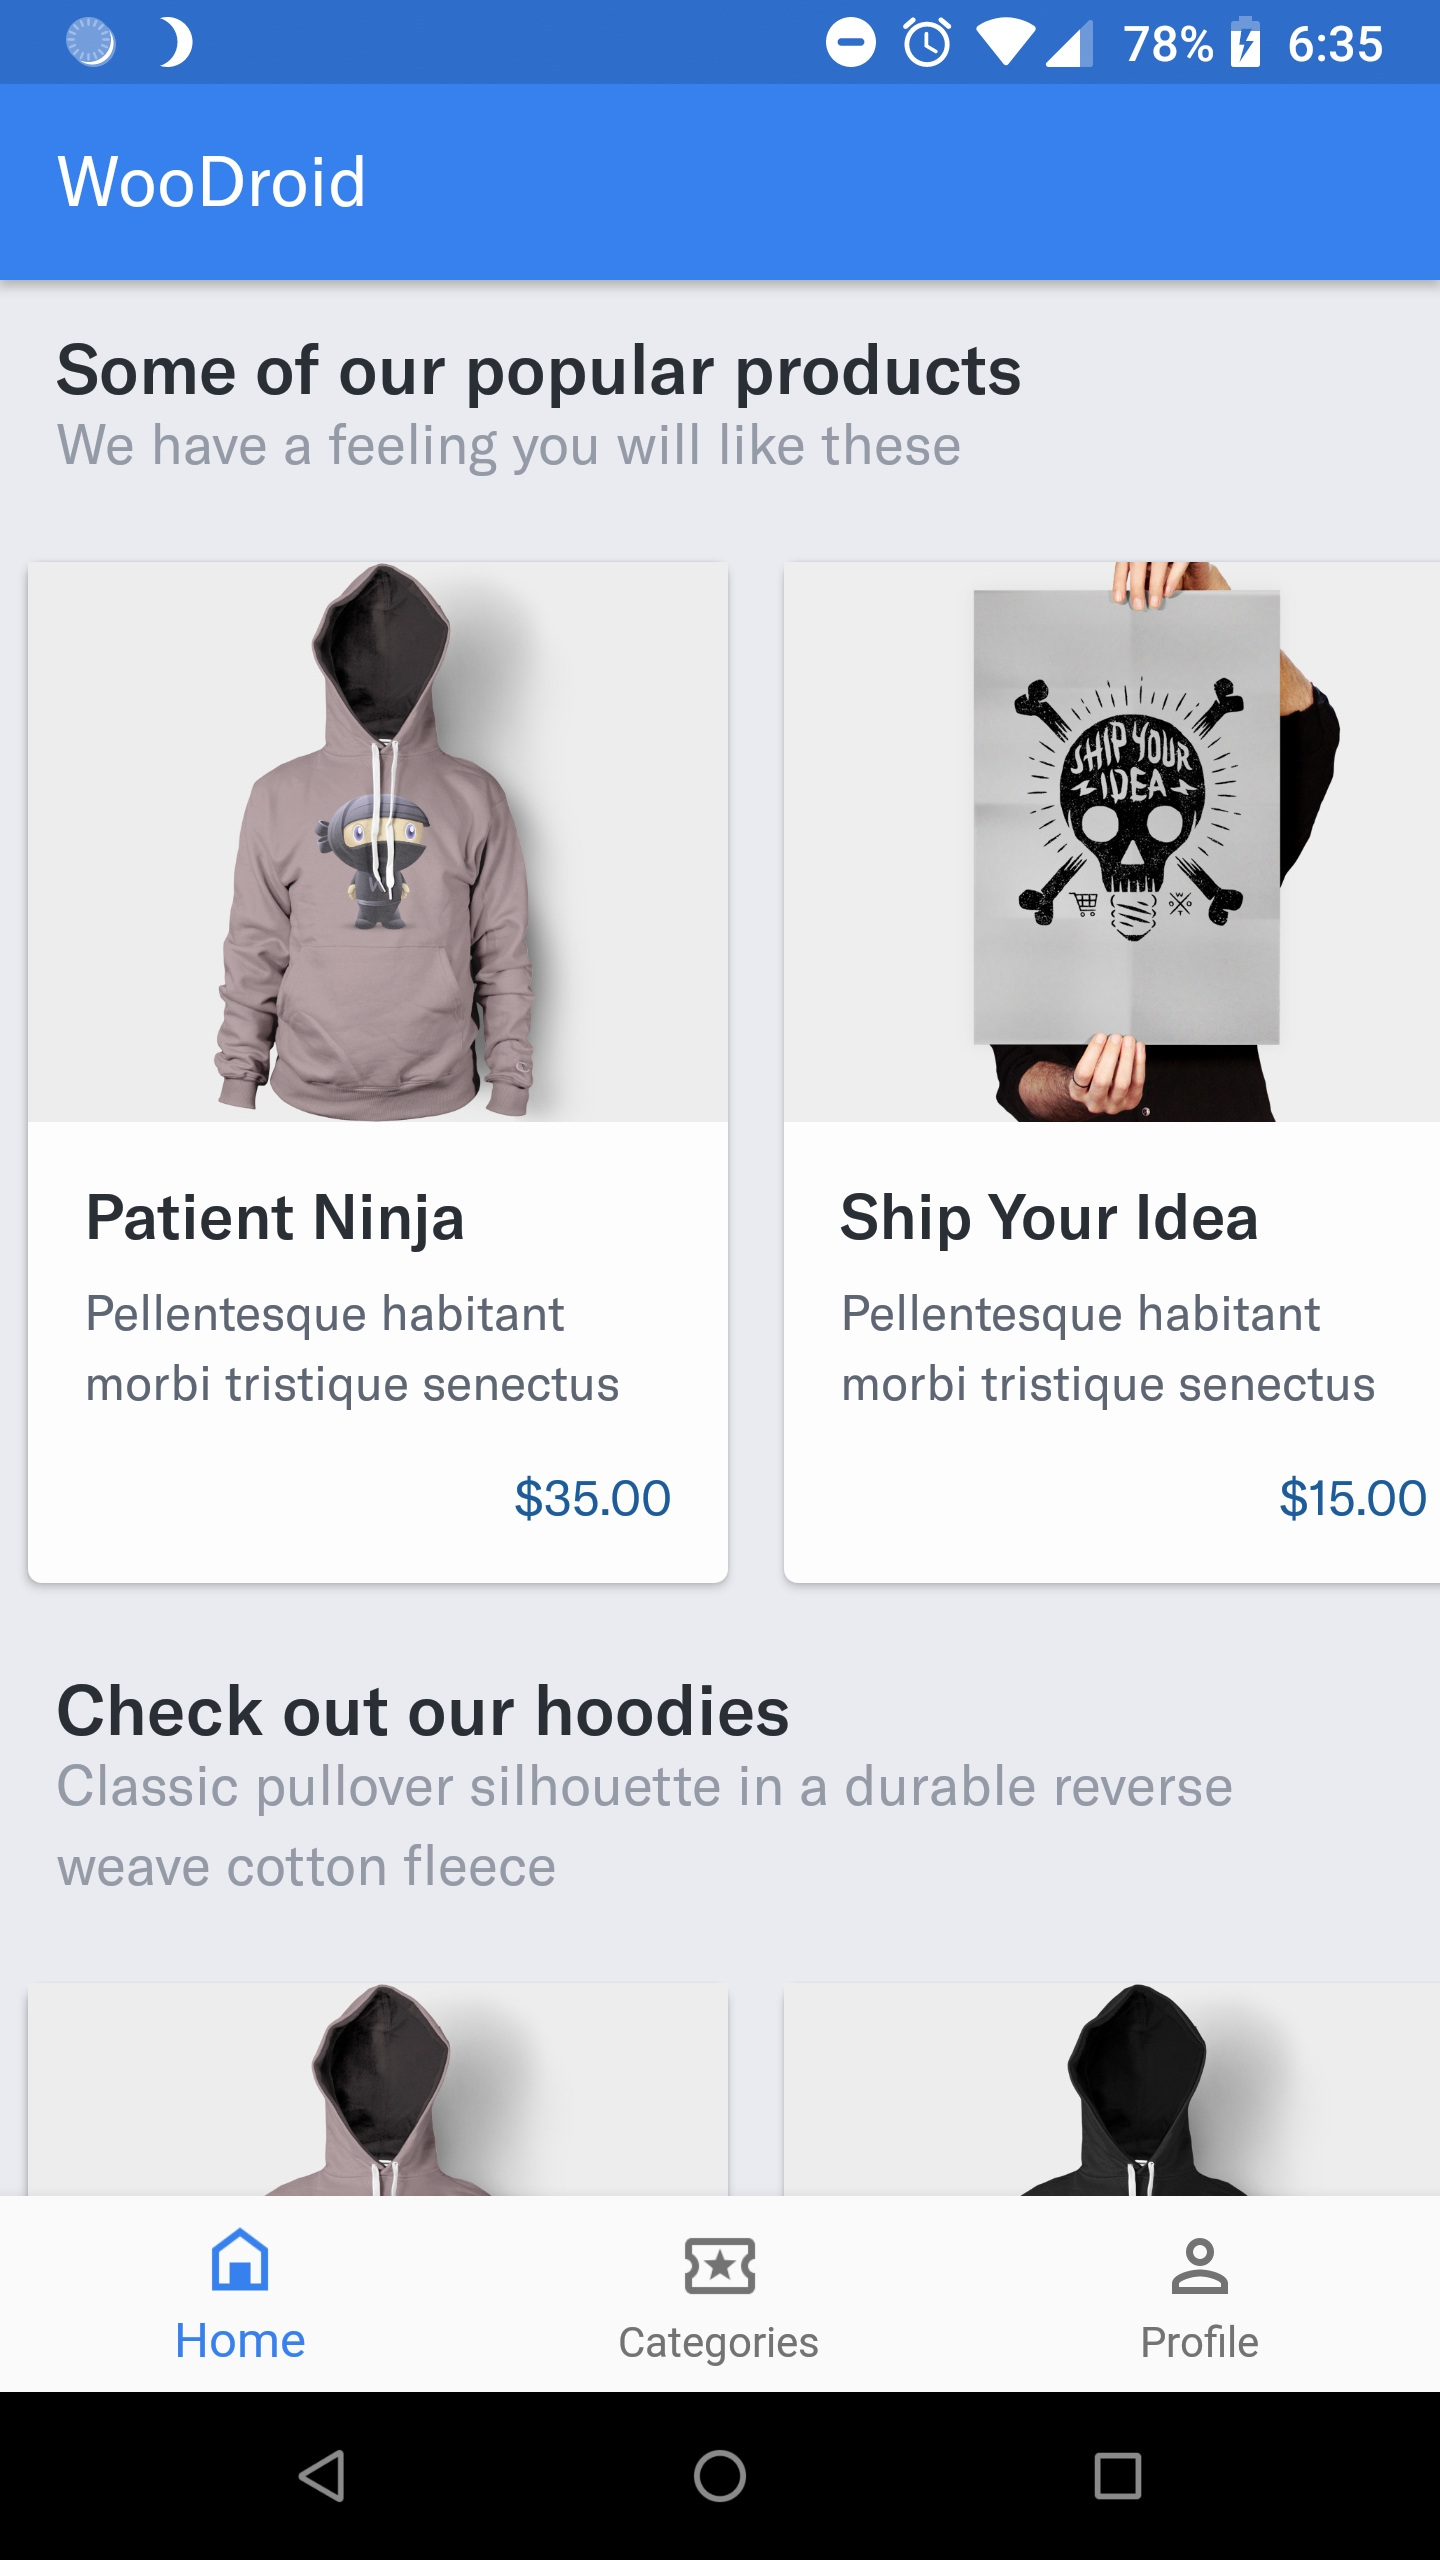 78% 6:35
WooDroid
Some of our popular products
We have a feeling you will like these
SHIP YOUR
IDEA
Patient Ninja
Ship Your Idea
Pellentesque habitant
morbi tristique senectus
Pellentesque habitant
morbi tristique senectus
$35.00
$15.00
Check out our hoodies
Classic pullover silhouette in a durable reverse
weave cotton fleece
Home
Categories
Profile